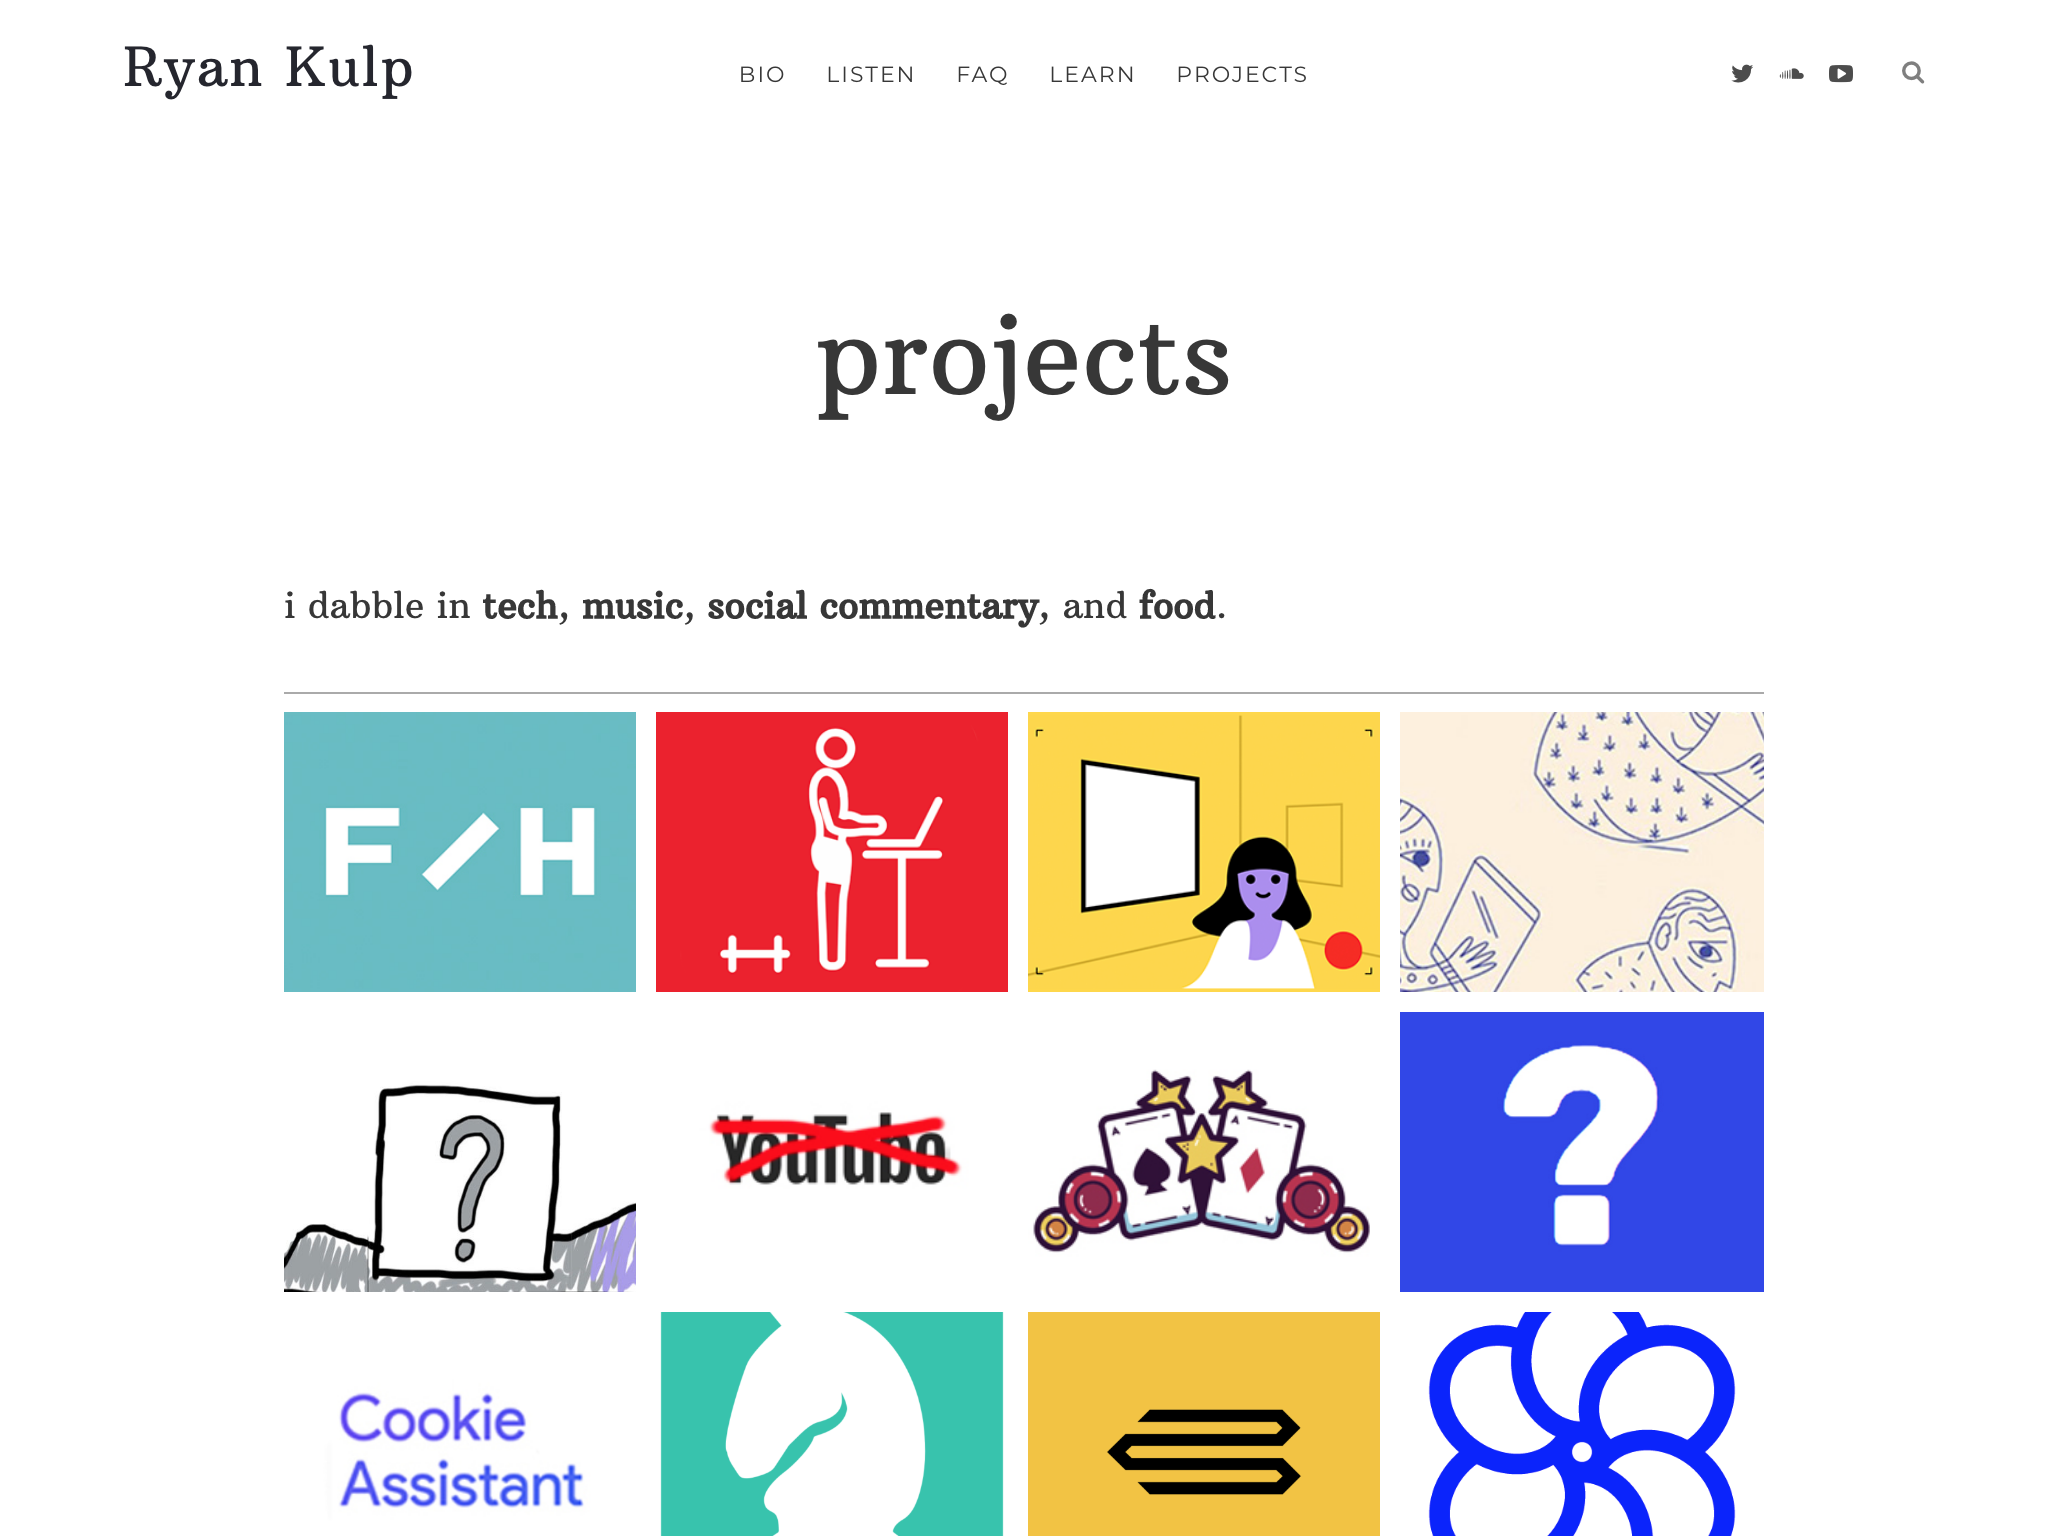 Ryan Kulp
BIO LISTEN FAQ LEARN PROJECTS
projects
i dabble in tech, music, social commentary, and food.
F/H
?
YouTube
A A
A A
?
Cookie
Assistant